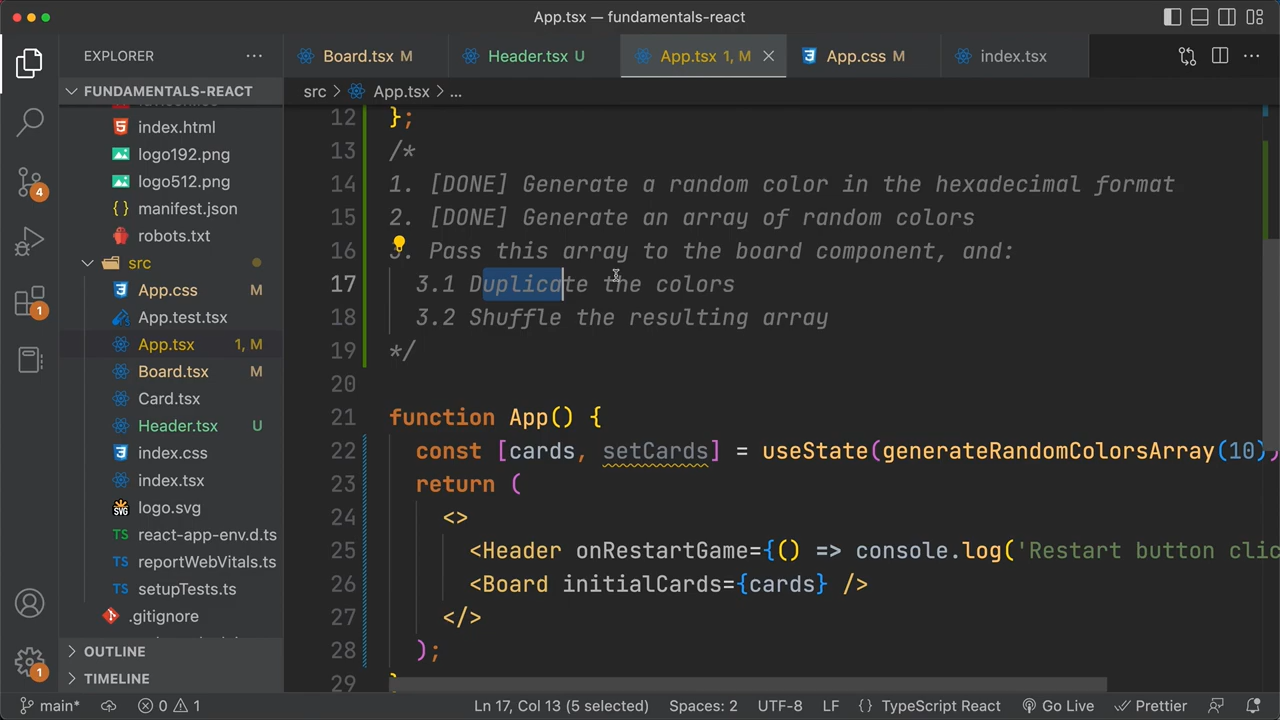 App.tsx — fundamentals-react
EXPLORER
Board.tsx M
Header.tsx U
App.tsx 1, M
App.css M
index.tsx
FUNDAMENTALS-REACT
src > App.tsx > ...
index.html
logo192.png
logo512.png
manifest.json
robots.txt
src
App.css M
App.test.tsx
App.tsx 1, M
Board.tsx M
Card.tsx
Header.tsx U
index.css
index.tsx
logo.svg
react-app-env.d.ts
reportWebVitals.ts
setupTests.ts
.gitignore
OUTLINE
TIMELINE
4
1
1
12 };
13 /*
14 1. [DONE] Generate a random color in the hexadecimal format
15 2. [DONE] Generate an array of random colors
16 3. Pass this array to the board component, and:
17 3.1 Duplicate the colors
18 3.2 Shuffle the resulting array
19 */
20
21 function App() {
22 const [cards, setCards] = useState(generateRandomColorsArray(10)
23 return (
24 <>
25 <Header onRestartGame={() => console.log('Restart button clic
26 <Board initialCards={cards} />
27 </>
28 );
29 }
main* 0 1 Ln 17, Col 13 (5 selected) Spaces: 2 UTF-8 LF {} TypeScript React Go Live Prettier